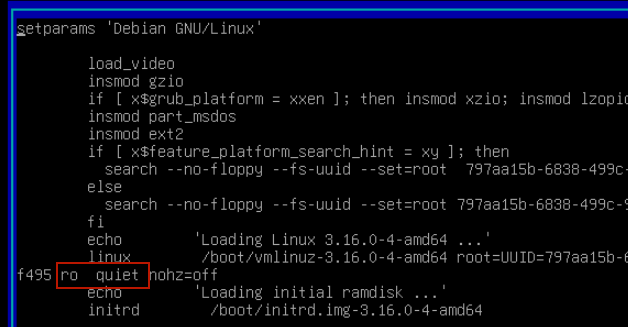 setparams 'Debian GNU/Linux'
load_video
insmod gzio
if [ x$grub_platform = xxen ]; then insmod xzio; insmod lzopio
insmod part_msdos
insmod ext2
if [ x$feature_platform_search_hint = xy ]; then
search --no-floppy --fs-uuid --set=root 797aa15b-6838-499c-
else
search --no-floppy --fs-uuid --set=root 797aa15b-6838-499c-9
fi
echo 'Loading Linux 3.16.0-4-amd64 ...'
linux /boot/vmlinuz-3.16.0-4-amd64 root=UUID=797aa15b-6
f495 ro quiet nohz=off
echo 'Loading initial ramdisk ...'
initrd /boot/initrd.img-3.16.0-4-amd64